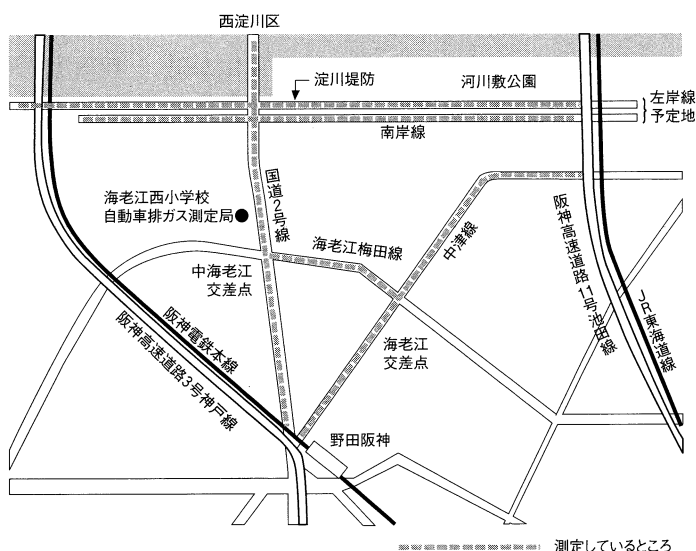 西淀川区
淀川堤防
河川敷公園
左岸線
予定地
南岸線
国道2号線
海老江西小学校
自動車排ガス測定局
海老江梅田線
中津線
中海老江
交差点
阪神高速道路11号池田線
JR東海道線
阪神電鉄本線
阪神高速道路3号神戸線
海老江
交差点
野田阪神
測定しているところ